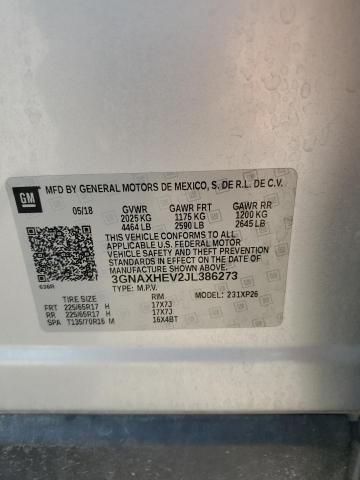 GM
MFD BY GENERAL MOTORS DE MEXICO, S. DE R.L. DE C.V.
05/18 GVWR GAWR FRT GAWR RR
2025 KG 1175 KG 1200 KG
4464 LB 2590 LB 2645 LB
THIS VEHICLE CONFORMS TO ALL
APPLICABLE U.S. FEDERAL MOTOR
VEHICLE SAFETY AND THEFT PREVENTION
STANDARDS IN EFFECT ON THE DATE OF
MANUFACTURE SHOWN ABOVE.
3GNAXHEV2JL386273
TYPE: M.P.V. MODEL: 231XP26
TIRE SIZE RIM
FRT 225/65R17 H 17X7J
RR 225/65R17 H 17X7J
SPA T135/70R16 M 16X4BT